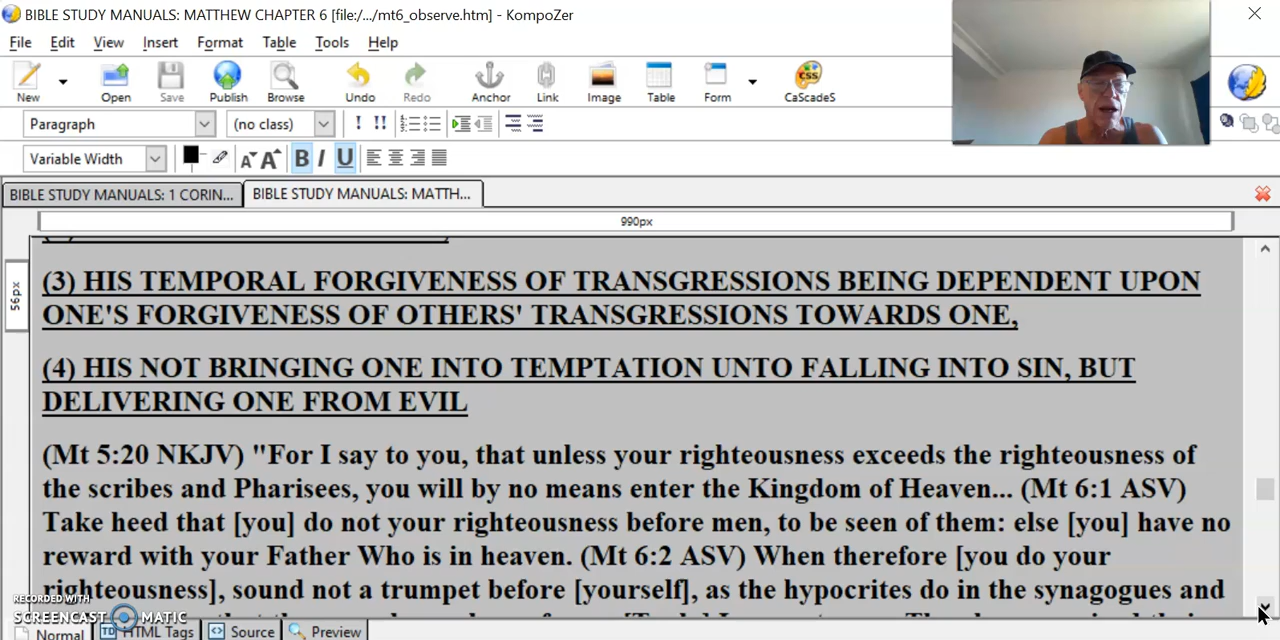 BIBLE STUDY MANUALS: MATTHEW CHAPTER 6 [file:/.../mt6_observe.htm] - KompoZer
File Edit View Insert Format Table Tools Help
New Open Save Publish Browse Undo Redo Anchor Link Image Table Form CaScadeS
Paragraph (no class) ! !!
Variable Width A A B I U
BIBLE STUDY MANUALS: 1 CORIN... BIBLE STUDY MANUALS: MATTH...
990px
56px
(3) HIS TEMPORAL FORGIVENESS OF TRANSGRESSIONS BEING DEPENDENT UPON
ONE'S FORGIVENESS OF OTHERS' TRANSGRESSIONS TOWARDS ONE,
(4) HIS NOT BRINGING ONE INTO TEMPTATION UNTO FALLING INTO SIN, BUT
DELIVERING ONE FROM EVIL
(Mt 5:20 NKJV) "For I say to you, that unless your righteousness exceeds the righteousness of
the scribes and Pharisees, you will by no means enter the Kingdom of Heaven... (Mt 6:1 ASV)
Take heed that [you] do not your righteousness before men, to be seen of them: else [you] have no
reward with your Father Who is in heaven. (Mt 6:2 ASV) When therefore [you do your
righteousness], sound not a trumpet before [yourself], as the hypocrites do in the synagogues and
RECORDED WITH
SCREENCAST MATIC
Normal HTML Tags Source Preview